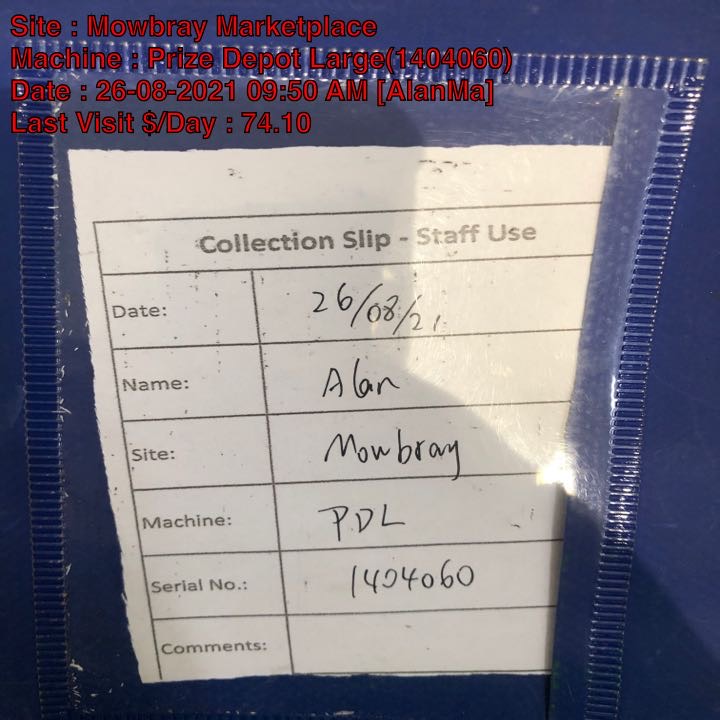 Site : Mowbray Marketplace
Machine : Prize Depot Large(1404060)
Date : 26-08-2021 09:50 AM [AlanMa]
Last Visit $/Day : 74.10
Collection Slip - Staff Use
Date: 26/08/21
Name: Alan
Site: Mowbray
Machine: PDL
Serial No.: 1404060
Comments: